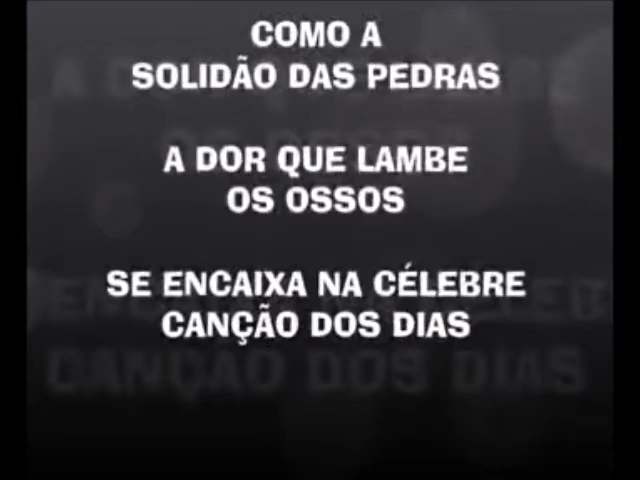 COMO A
SOLIDÃO DAS PEDRAS
A DOR QUE LAMBE
OS OSSOS
SE ENCAIXA NA CÉLEBRE
CANÇÃO DOS DIAS